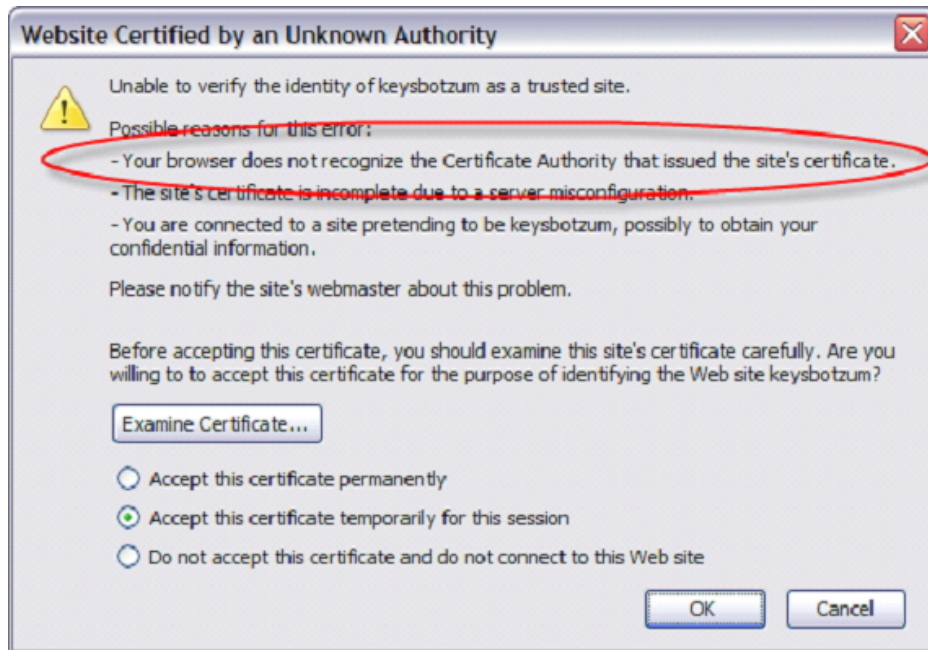 Website Certified by an Unknown Authority
Unable to verify the identity of keysbotzum as a trusted site.
Possible reasons for this error:
- Your browser does not recognize the Certificate Authority that issued the site's certificate.
- The site's certificate is incomplete due to a server misconfiguration.
- You are connected to a site pretending to be keysbotzum, possibly to obtain your
confidential information.
Please notify the site's webmaster about this problem.
Before accepting this certificate, you should examine this site's certificate carefully. Are you
willing to to accept this certificate for the purpose of identifying the Web site keysbotzum?
Examine Certificate...
Accept this certificate permanently
Accept this certificate temporarily for this session
Do not accept this certificate and do not connect to this Web site
OK Cancel